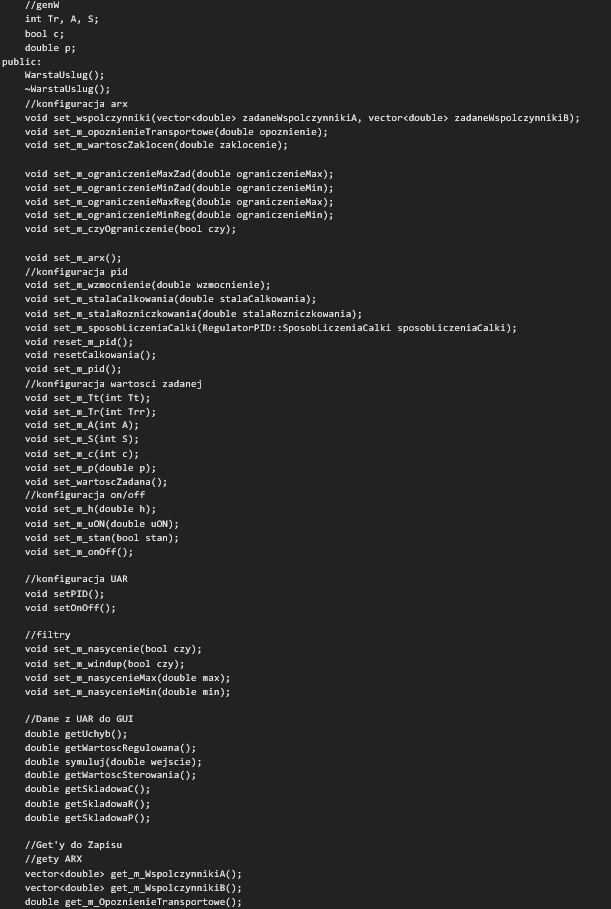 //genW
int Tr, A, S;
bool c;
double p;
public:
WarstaUslug();
~WarstaUslug();
//konfiguracja arx
void set_wspolczynniki(vector<double> zadaneWspolczynnikiA, vector<double> zadaneWspolczynnikiB);
void set_m_opoznienieTransportowe(double opoznienie);
void set_m_wartoscZaklocen(double zaklocenie);
void set_m_ograniczenieMaxZad(double ograniczenieMax);
void set_m_ograniczenieMinZad(double ograniczenieMin);
void set_m_ograniczenieMaxReg(double ograniczenieMax);
void set_m_ograniczenieMinReg(double ograniczenieMin);
void set_m_czyOgraniczenie(bool czy);
void set_m_arx();
//konfiguracja pid
void set_m_wzmocnienie(double wzmocnienie);
void set_m_stalaCalkowania(double stalaCalkowania);
void set_m_stalaRozniczkowania(double stalaRozniczkowania);
void set_m_sposobLiczeniaCalki(RegulatorPID::SposobLiczeniaCalki sposobLiczeniaCalki);
void reset_m_pid();
void resetCalkowania();
void set_m_pid();
//konfiguracja wartosci zadanej
void set_m_Tt(int Tt);
void set_m_Tr(int Trr);
void set_m_A(int A);
void set_m_S(int S);
void set_m_c(int c);
void set_m_p(double p);
void set_wartoscZadana();
//konfiguracja on/off
void set_m_h(double h);
void set_m_uON(double uON);
void set_m_stan(bool stan);
void set_m_onOff();
//konfiguracja UAR
void setPID();
void setOnOff();
//filtry
void set_m_nasycenie(bool czy);
void set_m_windup(bool czy);
void set_m_nasycenieMax(double max);
void set_m_nasycenieMin(double min);
//Dane z UAR do GUI
double getUchyb();
double getWartoscRegulowana();
double symuluj(double wejscie);
double getWartoscSterowania();
double getSkladowaC();
double getSkladowaR();
double getSkladowaP();
//Get'y do Zapisu
//gety ARX
vector<double> get_m_WspolczynnikiA();
vector<double> get_m_WspolczynnikiB();
double get_m_OpoznienieTransportowe();